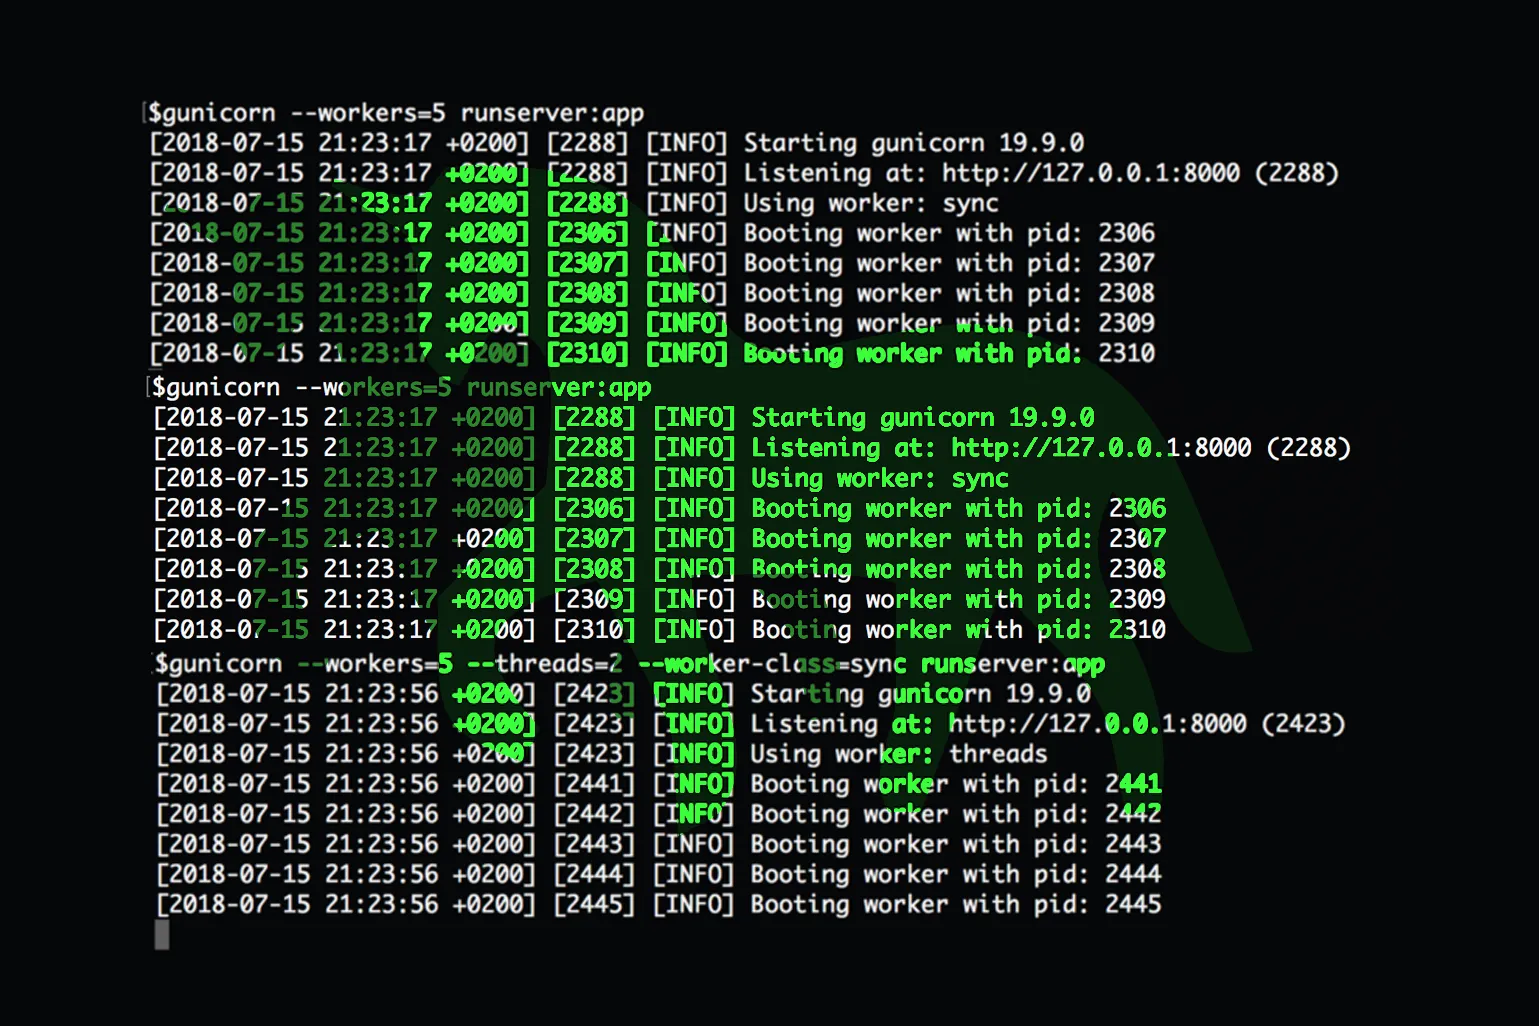 $gunicorn --workers=5 runserver:app
[2018-07-15 21:23:17 +0200] [2288] [INFO] Starting gunicorn 19.9.0
[2018-07-15 21:23:17 +0200] [2288] [INFO] Listening at: http://127.0.0.1:8000 (2288)
[2018-07-15 21:23:17 +0200] [2288] [INFO] Using worker: sync
[2018-07-15 21:23:17 +0200] [2306] [INFO] Booting worker with pid: 2306
[2018-07-15 21:23:17 +0200] [2307] [INFO] Booting worker with pid: 2307
[2018-07-15 21:23:17 +0200] [2308] [INFO] Booting worker with pid: 2308
[2018-07-15 21:23:17 +0200] [2309] [INFO] Booting worker with pid: 2309
[2018-07-15 21:23:17 +0200] [2310] [INFO] Booting worker with pid: 2310
$gunicorn --workers=5 runserver:app
[2018-07-15 21:23:17 +0200] [2288] [INFO] Starting gunicorn 19.9.0
[2018-07-15 21:23:17 +0200] [2288] [INFO] Listening at: http://127.0.0.1:8000 (2288)
[2018-07-15 21:23:17 +0200] [2288] [INFO] Using worker: sync
[2018-07-15 21:23:17 +0200] [2306] [INFO] Booting worker with pid: 2306
[2018-07-15 21:23:17 +0200] [2307] [INFO] Booting worker with pid: 2307
[2018-07-15 21:23:17 +0200] [2308] [INFO] Booting worker with pid: 2308
[2018-07-15 21:23:17 +0200] [2309] [INFO] Booting worker with pid: 2309
[2018-07-15 21:23:17 +0200] [2310] [INFO] Booting worker with pid: 2310
$gunicorn --workers=5 --threads=2 --worker-class=sync runserver:app
[2018-07-15 21:23:56 +0200] [2423] [INFO] Starting gunicorn 19.9.0
[2018-07-15 21:23:56 +0200] [2423] [INFO] Listening at: http://127.0.0.1:8000 (2423)
[2018-07-15 21:23:56 +0200] [2423] [INFO] Using worker: threads
[2018-07-15 21:23:56 +0200] [2441] [INFO] Booting worker with pid: 2441
[2018-07-15 21:23:56 +0200] [2442] [INFO] Booting worker with pid: 2442
[2018-07-15 21:23:56 +0200] [2443] [INFO] Booting worker with pid: 2443
[2018-07-15 21:23:56 +0200] [2444] [INFO] Booting worker with pid: 2444
[2018-07-15 21:23:56 +0200] [2445] [INFO] Booting worker with pid: 2445